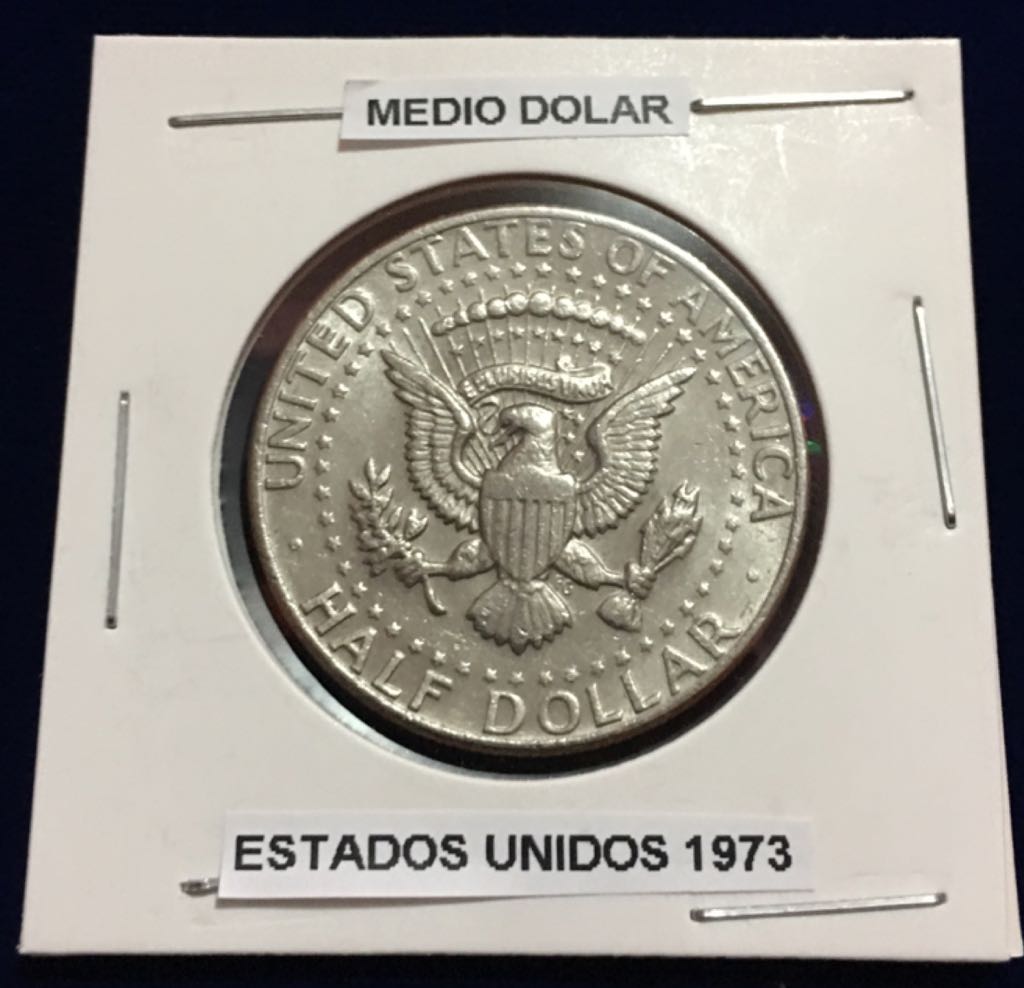 MEDIO DOLAR
UNITED STATES OF AMERICA
E PLURIBUS UNUM
HALF DOLLAR
ESTADOS UNIDOS 1973